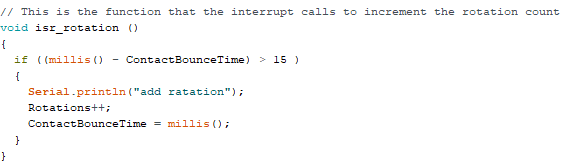 // This is the function that the interrupt calls to increment the rotation count
void isr_rotation ()
{
if ((millis() - ContactBounceTime) > 15 )
{
Serial.println("add ratation");
Rotations++;
ContactBounceTime = millis();
}
}